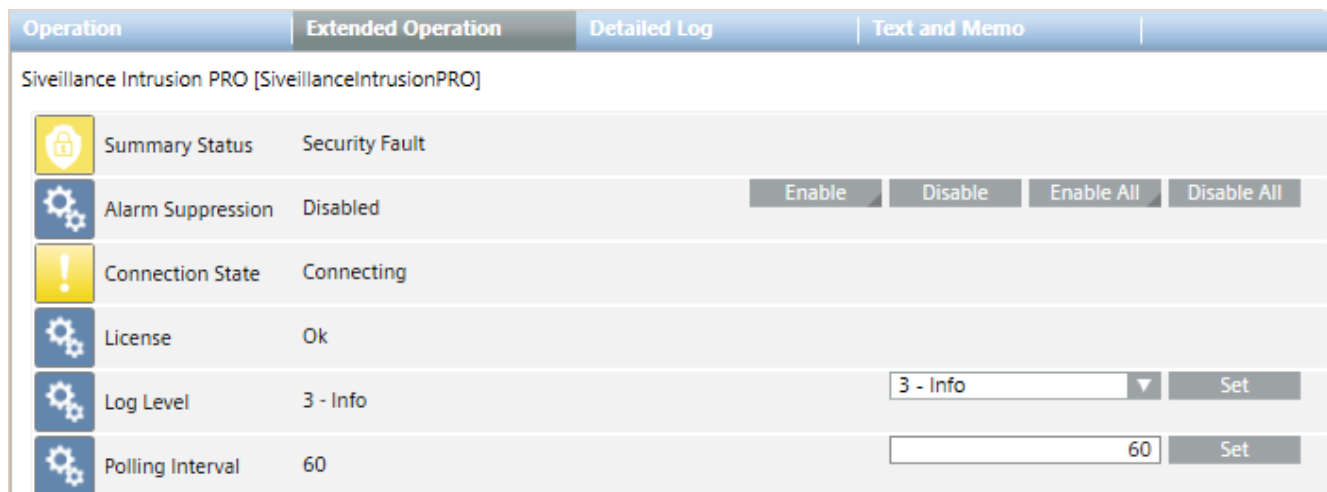 Operation Extended Operation Detailed Log Text and Memo
Siveillance Intrusion PRO [SiveillanceIntrusionPRO]
Summary Status Security Fault
Alarm Suppression Disabled Enable Disable Enable All Disable All
Connection State Connecting
License Ok
Log Level 3 - Info 3 - Info Set
Polling Interval 60 60 Set